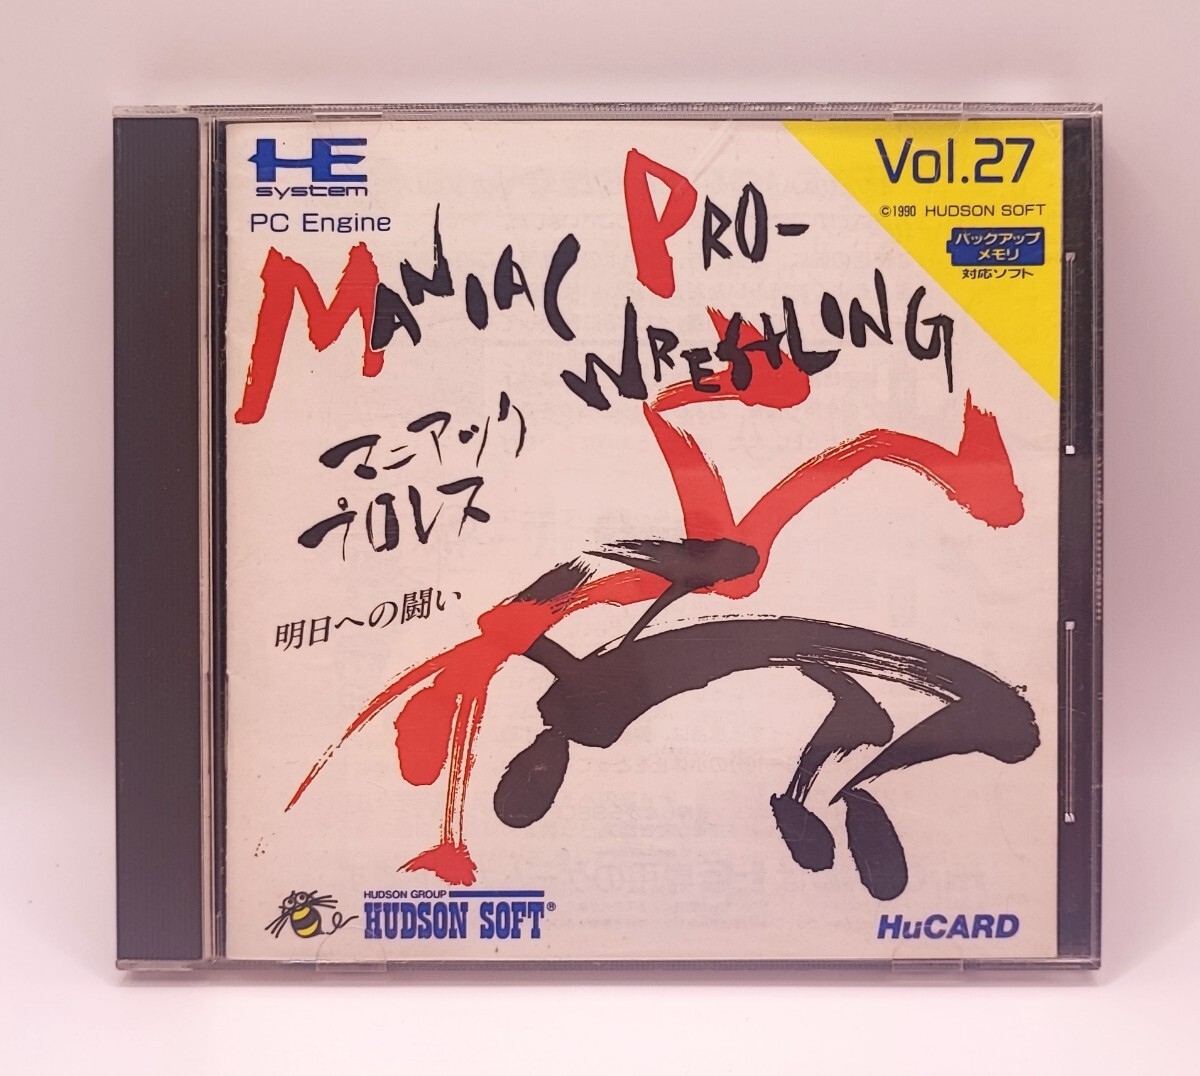 HE
system
PC Engine
Vol.27
©1990 HUDSON SOFT
バックアップ
メモリ
対応ソフト
MANIAC PRO-
WRESTLING
マニアック
プロレス
明日への闘い
HUDSON GROUP
HUDSON SOFT®
HuCARD